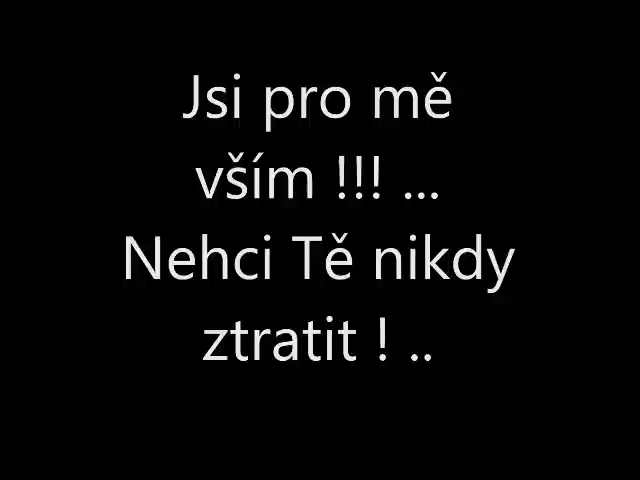 Jsi pro mě
vším !!! ...
Nehci Tě nikdy
ztratit ! ..